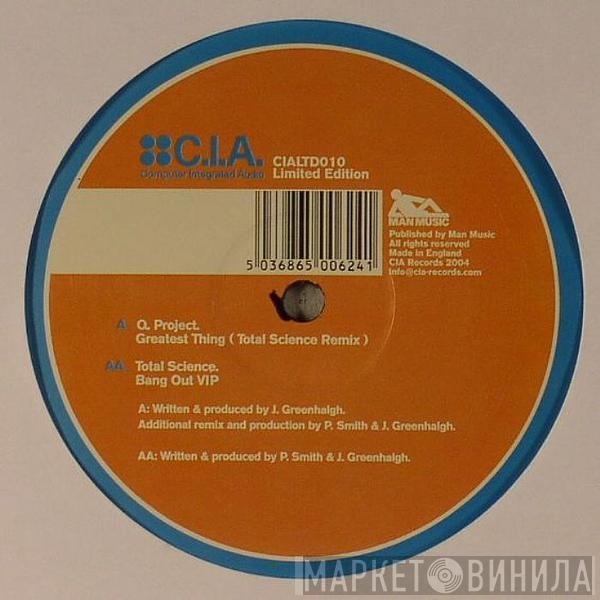 C.I.A.
Computer Integrated Audio
CIALTD010
Limited Edition
5 036865 006241
MAN MUSIC
Published by Man Music
All rights reserved
Made in England
CIA Records 2004
info@cia-records.com
A Q. Project.
Greatest Thing ( Total Science Remix )
AA Total Science.
Bang Out VIP
A: Written & produced by J. Greenhalgh.
Additional remix and production by P. Smith & J. Greenhalgh.
AA: Written & produced by P. Smith & J. Greenhalgh.
МАРКЕТ ВИНИЛА